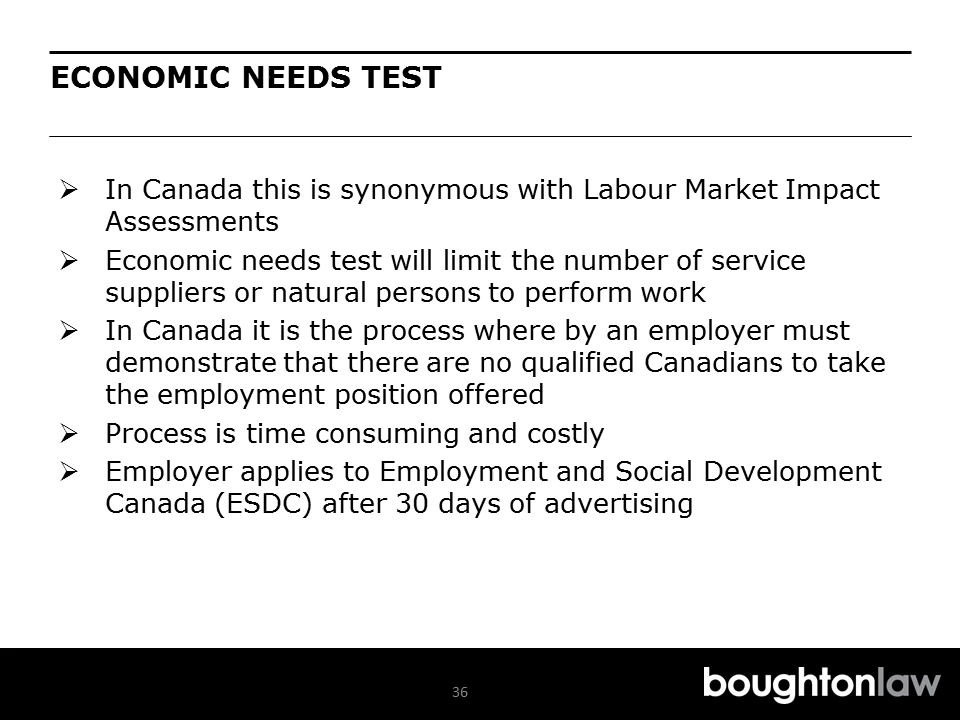 ECONOMIC NEEDS TEST
In Canada this is synonymous with Labour Market Impact
Assessments
Economic needs test will limit the number of service
suppliers or natural persons to perform work
In Canada it is the process where by an employer must
demonstrate that there are no qualified Canadians to take
the employment position offered
Process is time consuming and costly
Employer applies to Employment and Social Development
Canada (ESDC) after 30 days of advertising
36
boughtonlaw